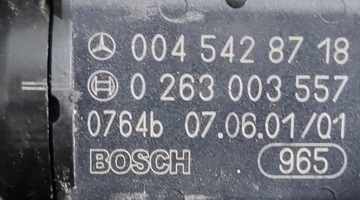 004 542 87 18
0 263 003 557
0764b 07.06.01/01
BOSCH 965